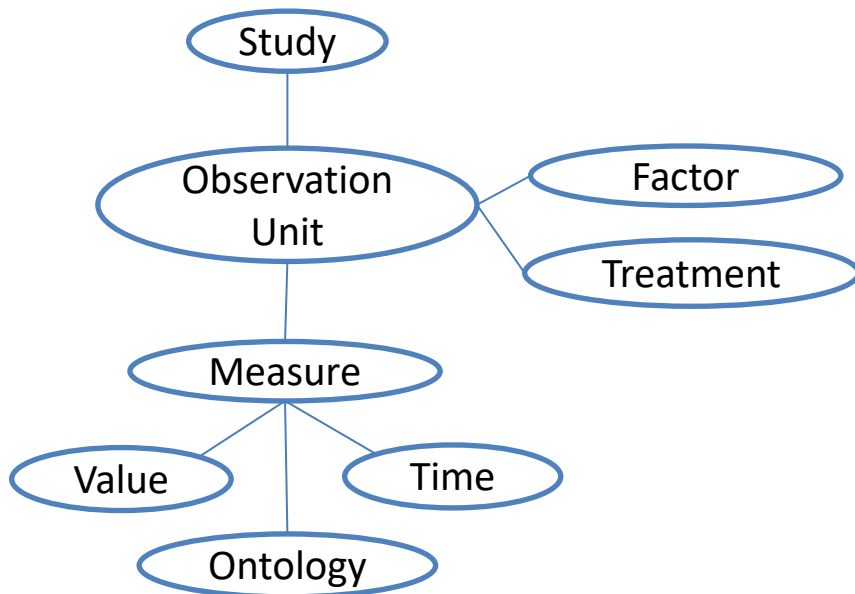 Study
Observation
Unit
Factor
Treatment
Measure
Value
Time
Ontology